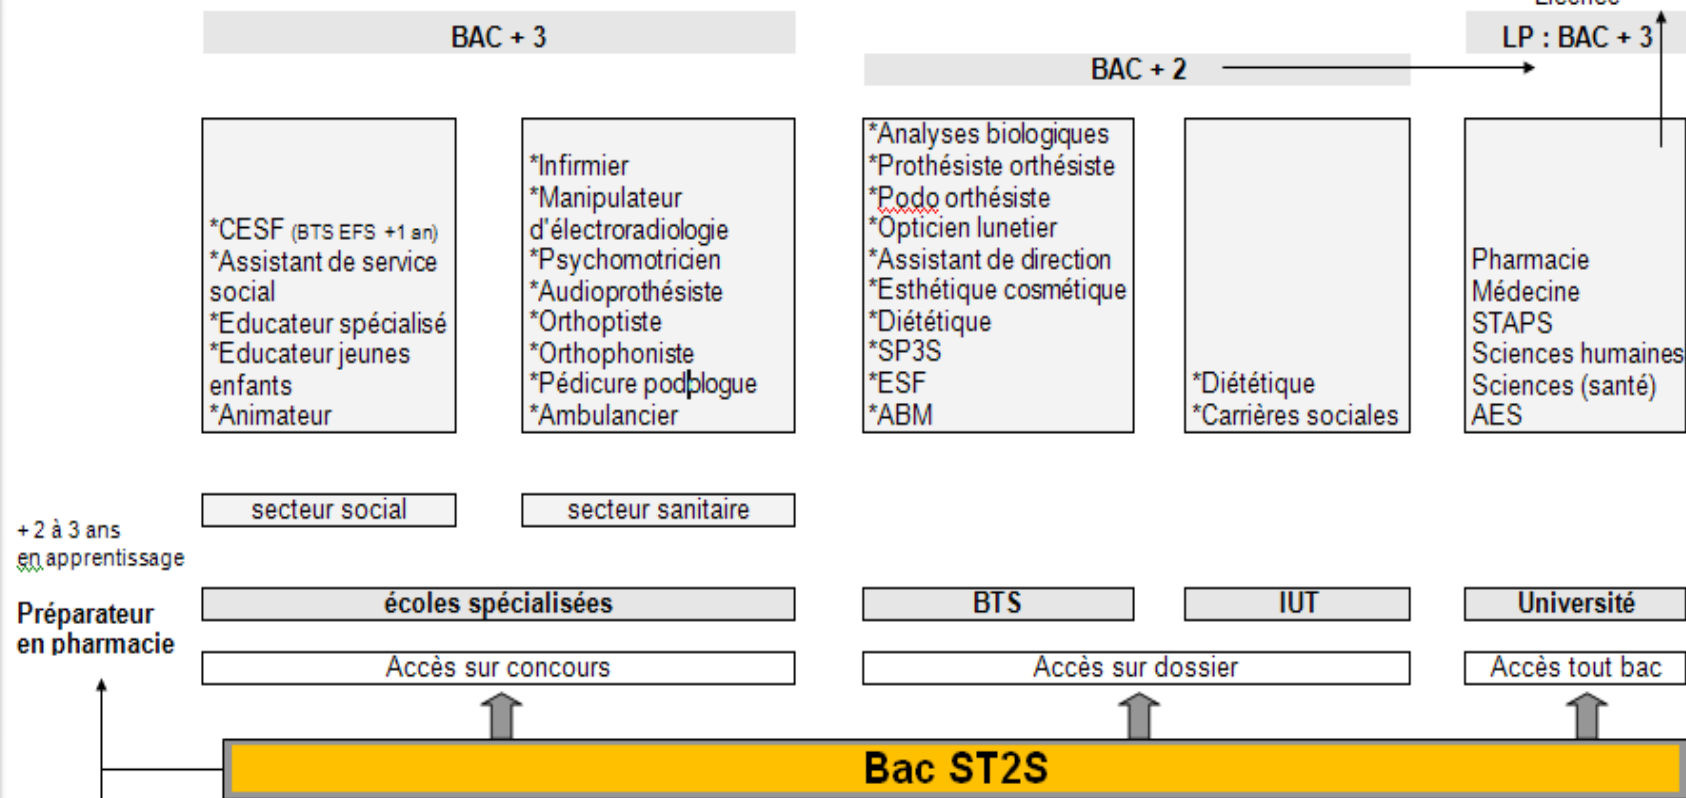 BAC + 3
LP : BAC + 3
BAC + 2
*CESF (BTS EFS +1 an)
*Assistant de service
social
*Educateur spécialisé
*Educateur jeunes
enfants
*Animateur
*Infirmier
*Manipulateur
d'électroradiologie
*Psychomotricien
*Audioprothésiste
*Orthoptiste
*Orthophoniste
*Pédicure podologue
*Ambulancier
*Analyses biologiques
*Prothésiste orthésiste
*Podo orthésiste
*Opticien lunetier
*Assistant de direction
*Esthétique cosmétique
*Diététique
*SP3S
*ESF
*ABM
*Diététique
*Carrières sociales
Pharmacie
Médecine
STAPS
Sciences humaines
Sciences (santé)
AES
secteur social
secteur sanitaire
+ 2 à 3 ans
en apprentissage
Préparateur
en pharmacie
écoles spécialisées
BTS
IUT
Université
Accès sur concours
Accès sur dossier
Accès tout bac
Bac ST2S